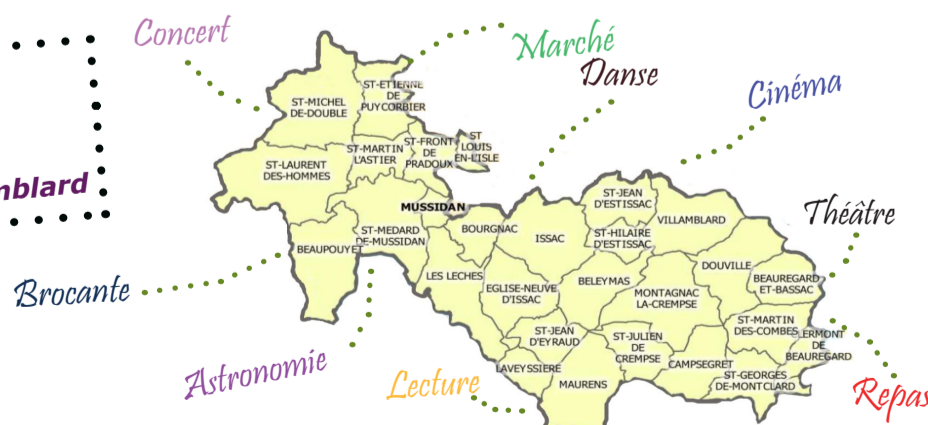 Concert
Marché
Danse
Cinéma
mblard
Théâtre
Brocante
Astronomie
Lecture
Repas
ST-MICHEL
DE-DOUBLE
ST-ETIENNE
DE
PUYCORBIER
ST-MARTIN
L'ASTIER
ST-FRONT
DE
PRADOUX
ST
LOUIS
EN-L'ISLE
ST-LAURENT
DES-HOMMES
MUSSIDAN
ST-MEDARD
DE-MUSSIDAN
BEAUPOUYET
BOURGNAC
LES LECHES
ISSAC
ST-JEAN
D'ESTISSAC
ST-HILAIRE
D'ESTISSAC
VILLAMBLARD
EGLISE-NEUVE
D'ISSAC
BELEYMAS
DOUVILLE
MONTAGNAC
LA-CREMPSE
BEAUREGARD
ET-BASSAC
ST-JEAN
D'EYRAUD
ST-JULIEN
DE
CREMPSE
ST-MARTIN
DES-COMBES
CLERMONT
DE
BEAUREGARD
LAVEYSSIERE
MAURENS
CAMPSEGRET
ST-GEORGES
DE-MONTCLARD